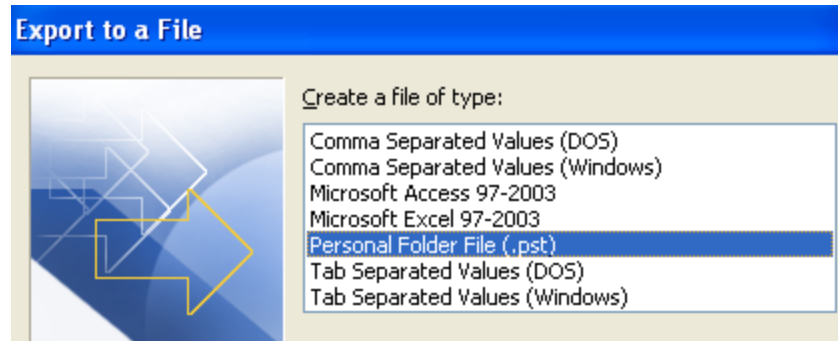 Export to a File
Create a file of type:
Comma Separated Values (DOS)
Comma Separated Values (Windows)
Microsoft Access 97-2003
Microsoft Excel 97-2003
Personal Folder File (.pst)
Tab Separated Values (DOS)
Tab Separated Values (Windows)